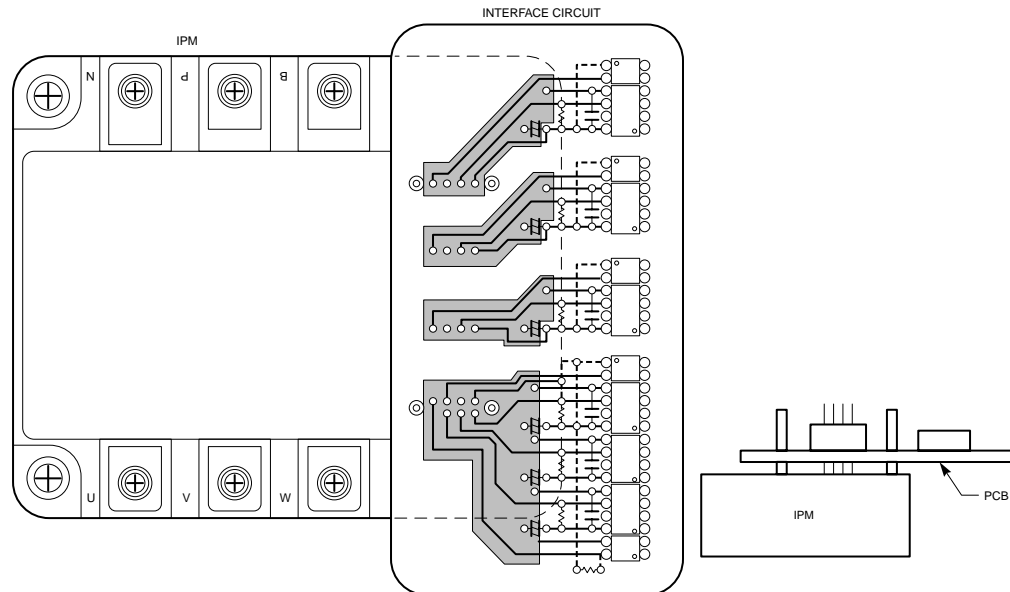 INTERFACE CIRCUIT
IPM
N P B
U V W
PCB
IPM